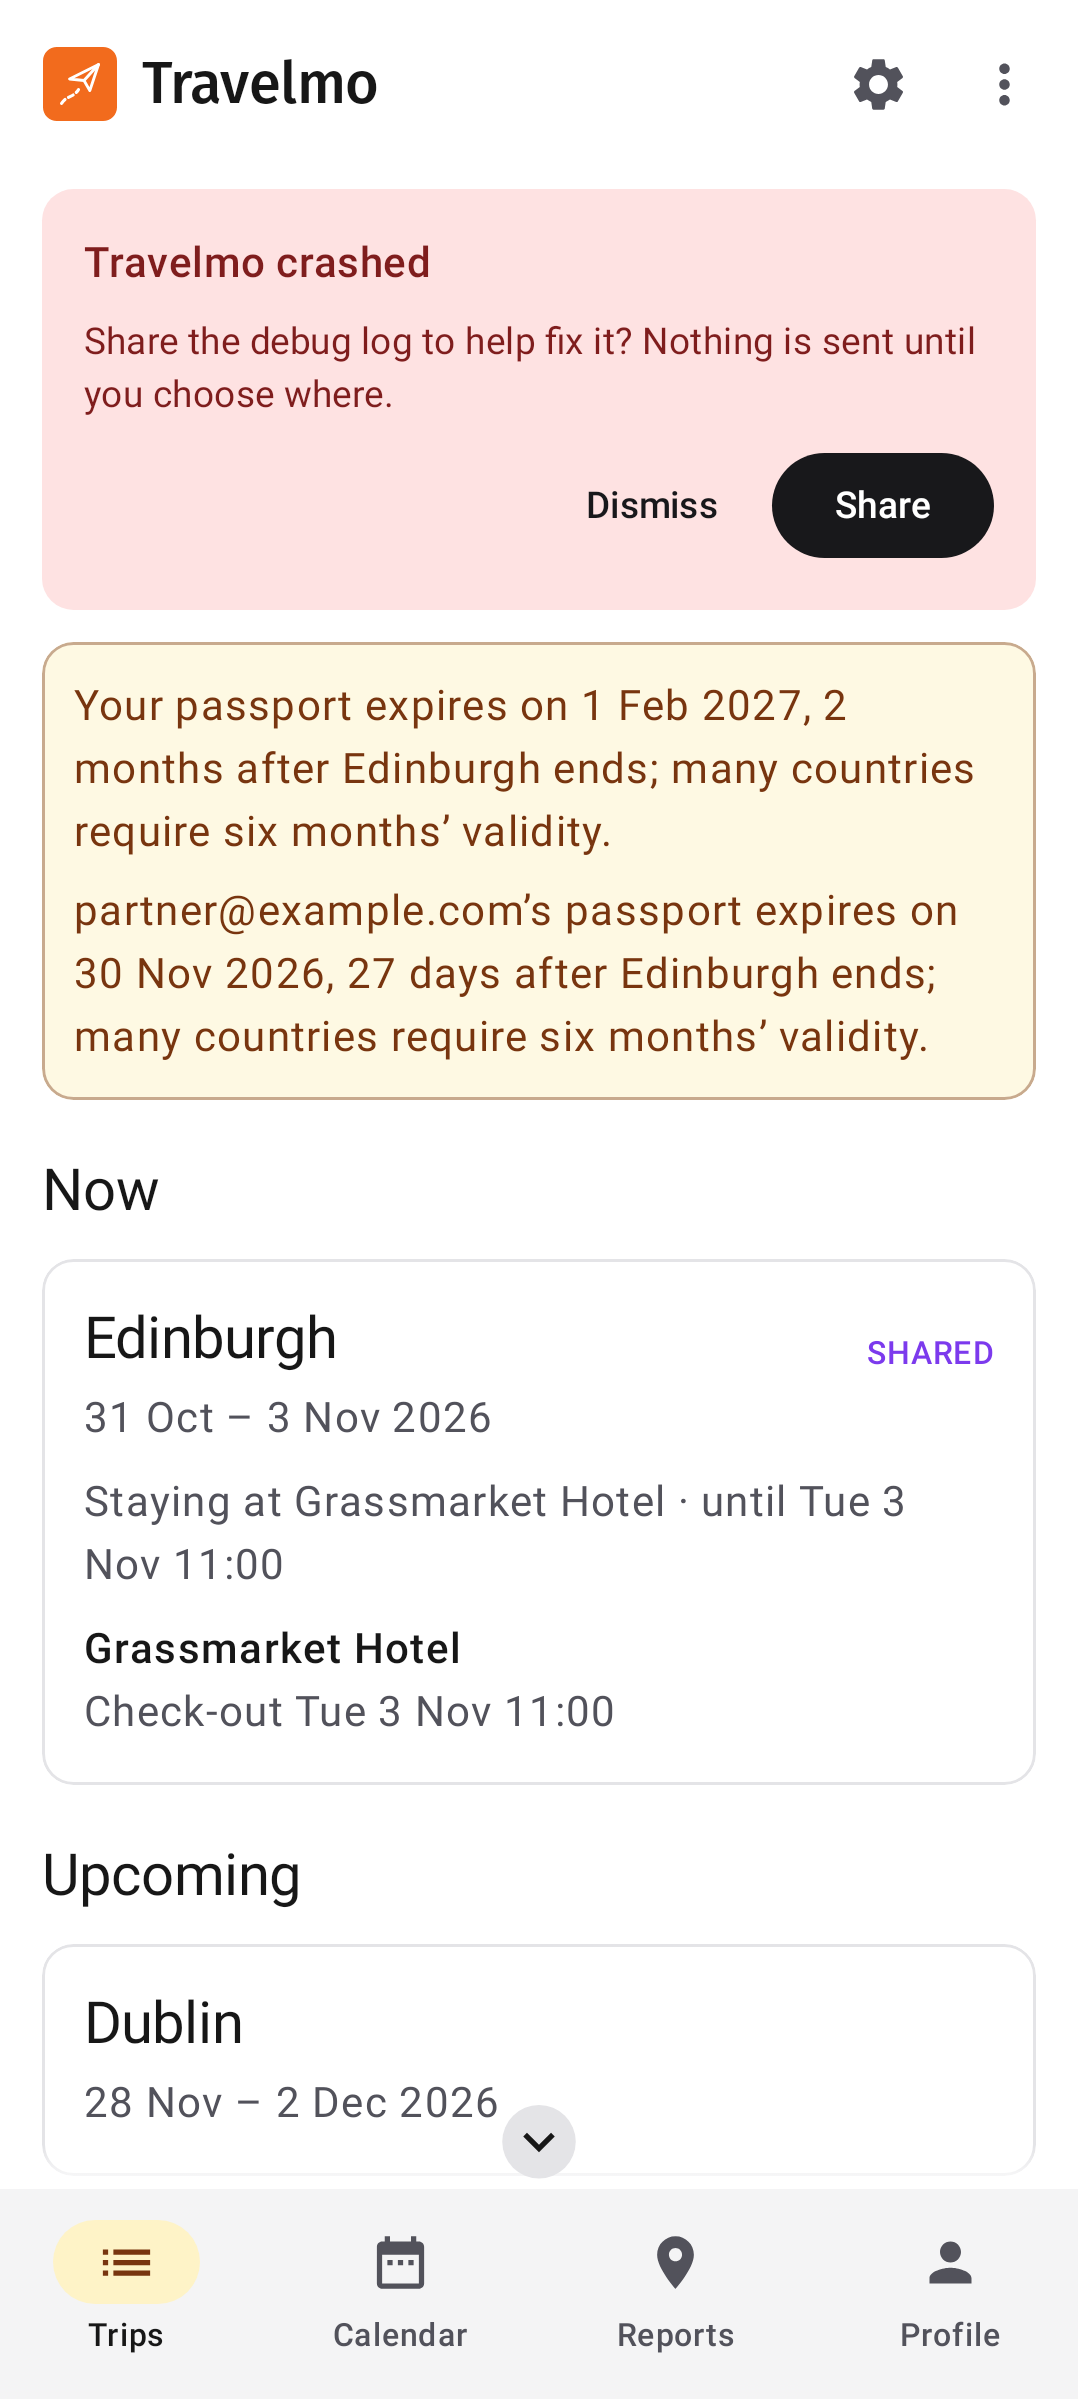 Travelmo
Travelmo crashed
Share the debug log to help fix it? Nothing is sent until
you choose where.
Dismiss
Share
Your passport expires on 1 Feb 2027, 2
months after Edinburgh ends; many countries
require six months’ validity.
partner@example.com’s passport expires on
30 Nov 2026, 27 days after Edinburgh ends;
many countries require six months’ validity.
Now
Edinburgh
SHARED
31 Oct – 3 Nov 2026
Staying at Grassmarket Hotel · until Tue 3
Nov 11:00
Grassmarket Hotel
Check-out Tue 3 Nov 11:00
Upcoming
Dublin
28 Nov – 2 Dec 2026
Trips
Calendar
Reports
Profile